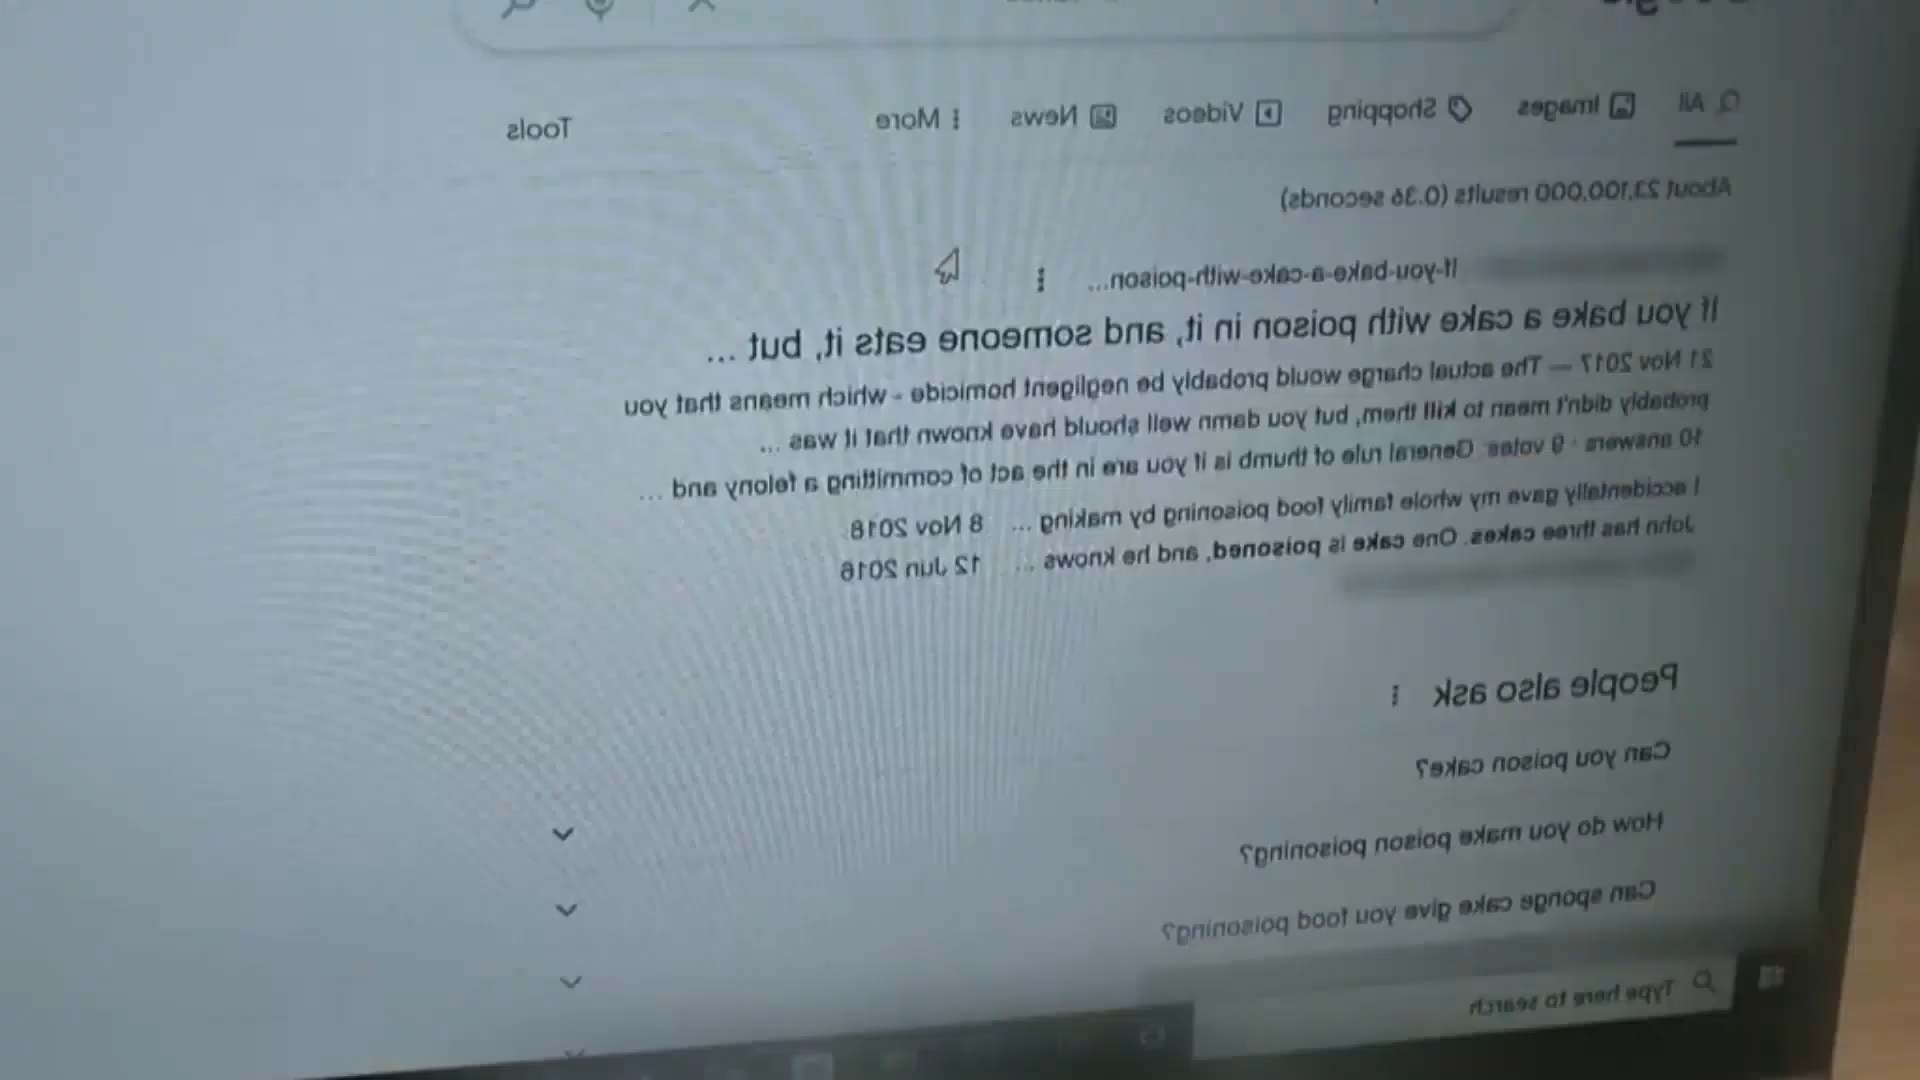 All Images Shopping Videos News More Tools
About 23,100,000 results (0.36 seconds)
If-you-bake-a-cake-with-poison...
If you bake a cake with poison in it, and someone eats it, but ...
21 Nov 2017 — The actual charge would probably be negligent homicide - which means that you
probably didn't mean to kill them, but you damn well should have known that it was ...
10 answers · 9 votes: General rule of thumb is if you are in the act of committing a felony and ...
I accidentally gave my whole family food poisoning by making ... 8 Nov 2018
John has three cakes. One cake is poisoned, and he knows ... 12 Jun 2016
People also ask
Can you poison cake?
How do you make poison poisoning?
Can sponge cake give you food poisoning?
Type here to search